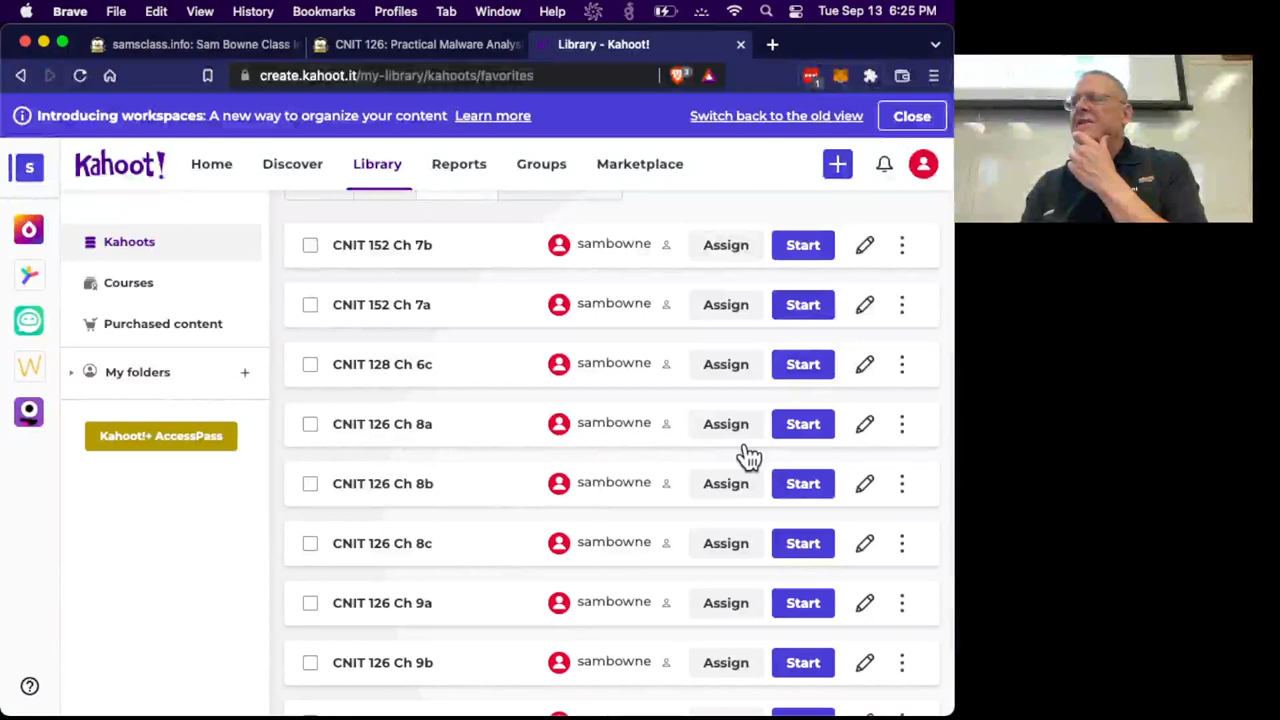 Brave File Edit View History Bookmarks Profiles Tab Window Help Tue Sep 13 6:25 PM
samsclass.info: Sam Bowne Class I CNIT 126: Practical Malware Analys Library - Kahoot!
create.kahoot.it/my-library/kahoots/favorites 3 1
Introducing workspaces: A new way to organize your content Learn more Switch back to the old view Close
S Kahoot! Home Discover Library Reports Groups Marketplace
Kahoots
Courses
Purchased content
My folders
Kahoot!+ AccessPass
CNIT 152 Ch 7b sambowne Assign Start
CNIT 152 Ch 7a sambowne Assign Start
CNIT 128 Ch 6c sambowne Assign Start
CNIT 126 Ch 8a sambowne Assign Start
CNIT 126 Ch 8b sambowne Assign Start
CNIT 126 Ch 8c sambowne Assign Start
CNIT 126 Ch 9a sambowne Assign Start
CNIT 126 Ch 9b sambowne Assign Start